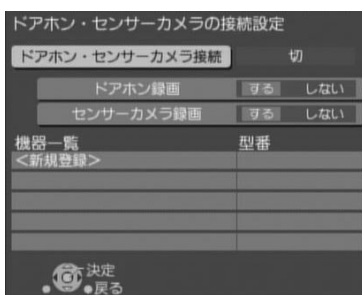 ドアホン・センサーカメラの接続設定
ドアホン・センサーカメラ接続 切
ドアホン録画 する しない
センサーカメラ録画 する しない
機器一覧 型番
<新規登録>
決定
戻る